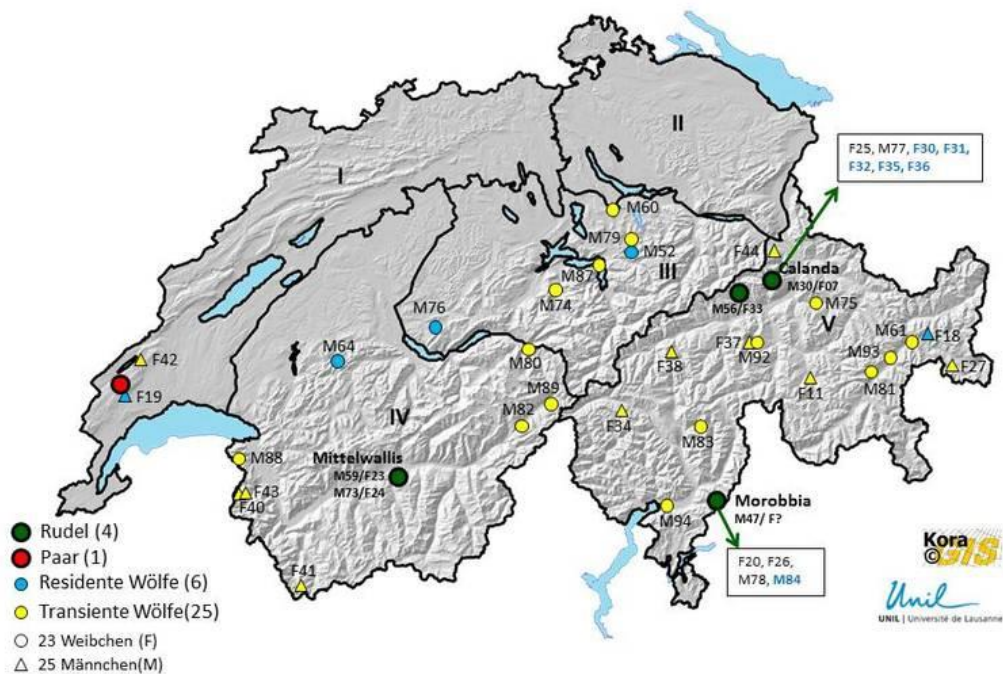 II
F25, M77, F30, F31,
F32, F35, F36
I
M60
M79
M52
F44
M87
III
Calanda
M30/F07
M74
M56/F33
M75
M76
V
M61
F18
M64
F37
M92
M93
F42
M80
F38
F27
M81
F19
M89
F11
IV
M82
F34
M83
M88
Mittelwallis
M59/F23
M73/F24
F43
F40
Morobbia
M47/ F?
M94
Rudel (4)
Paar (1)
Residente Wölfe (6)
F41
F20, F26,
M78, M84
Transiente Wölfe(25)
23 Weibchen (F)
25 Männchen(M)
Kora
© GIS
Unil
UNIL | Université de Lausanne